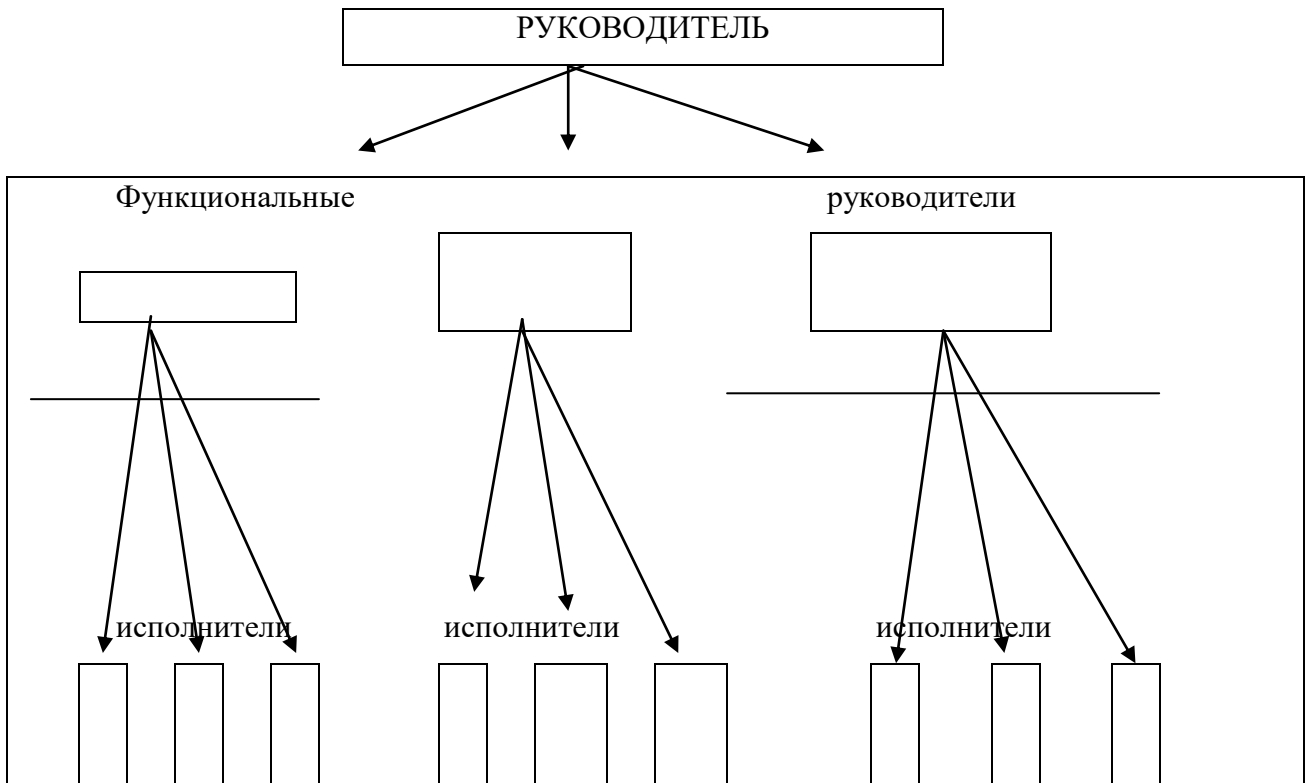 РУКОВОДИТЕЛЬ
Функциональные руководители
исполнители исполнители исполнители